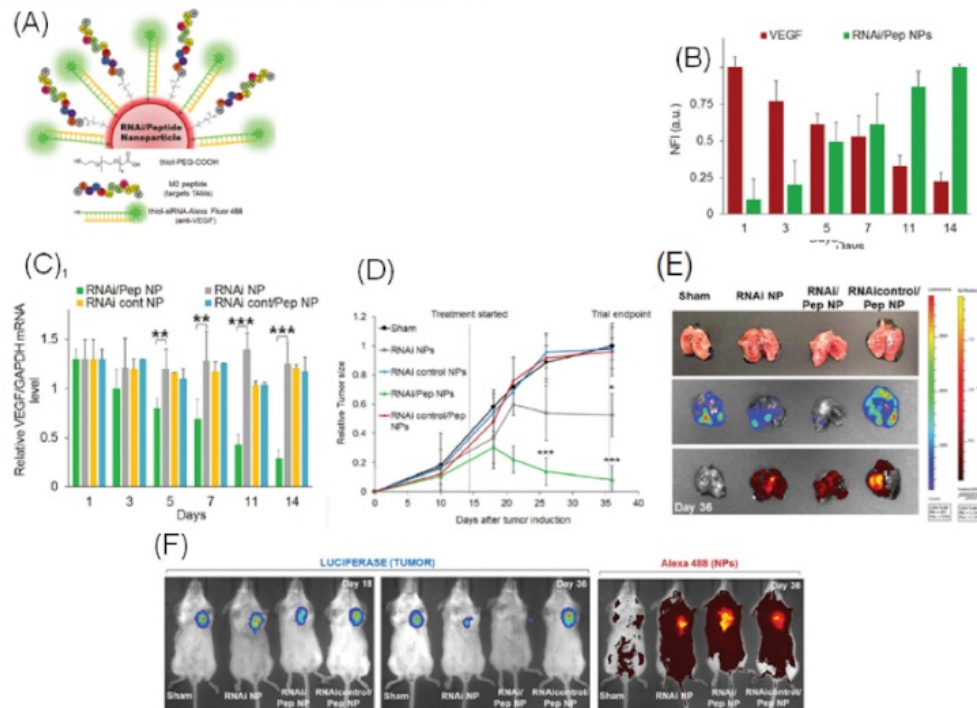 (A)
RNAi/Peptide
Nanoparticle
thiol-PEG-COOH
M2 peptide
(targets TAMs)
thiol-siRNA-Alexa Fluor 488
(anti-VEGF)
(B)
VEGF
RNAi/Pep NPs
NFI (a.u.)
1
0.75
0.5
0.25
0
1 3 5 7 11 14
Days
Days
(C)
1
RNAi/Pep NP
RNAi NP
RNAi cont NP
RNAi cont/Pep NP
Relative VEGF/GAPDH mRNA
level
1.5
1
0.5
0
** ** *** ***
1 3 5 7 11 14
Days
(D)
Treatment started
Trial endpoint
Sham
RNAi NPs
RNAi control NPs
RNAi/Pep NPs
RNAi control/Pep
NPs
Relative Tumor size
1.2
1
0.8
0.6
0.4
0.2
0
*
***
***
0 5 10 15 20 25 30 35 40
Days after tumor induction
(E)
Sham
RNAi NP
RNAi/
Pep NP
RNAicontrol/
Pep NP
Day 36
(F)
LUCIFERASE (TUMOR)
Alexa 488 (NPs)
Day 18
Day 36
Day 36
Sham
RNAi NP
RNAi/
Pep NP
RNAicontrol/
Pep NP
Sham
RNAi NP
RNAi/
Pep NP
RNAicontrol/
Pep NP
Sham
RNAi NP
RNAi/
Pep NP
RNAicontrol/
Pep NP